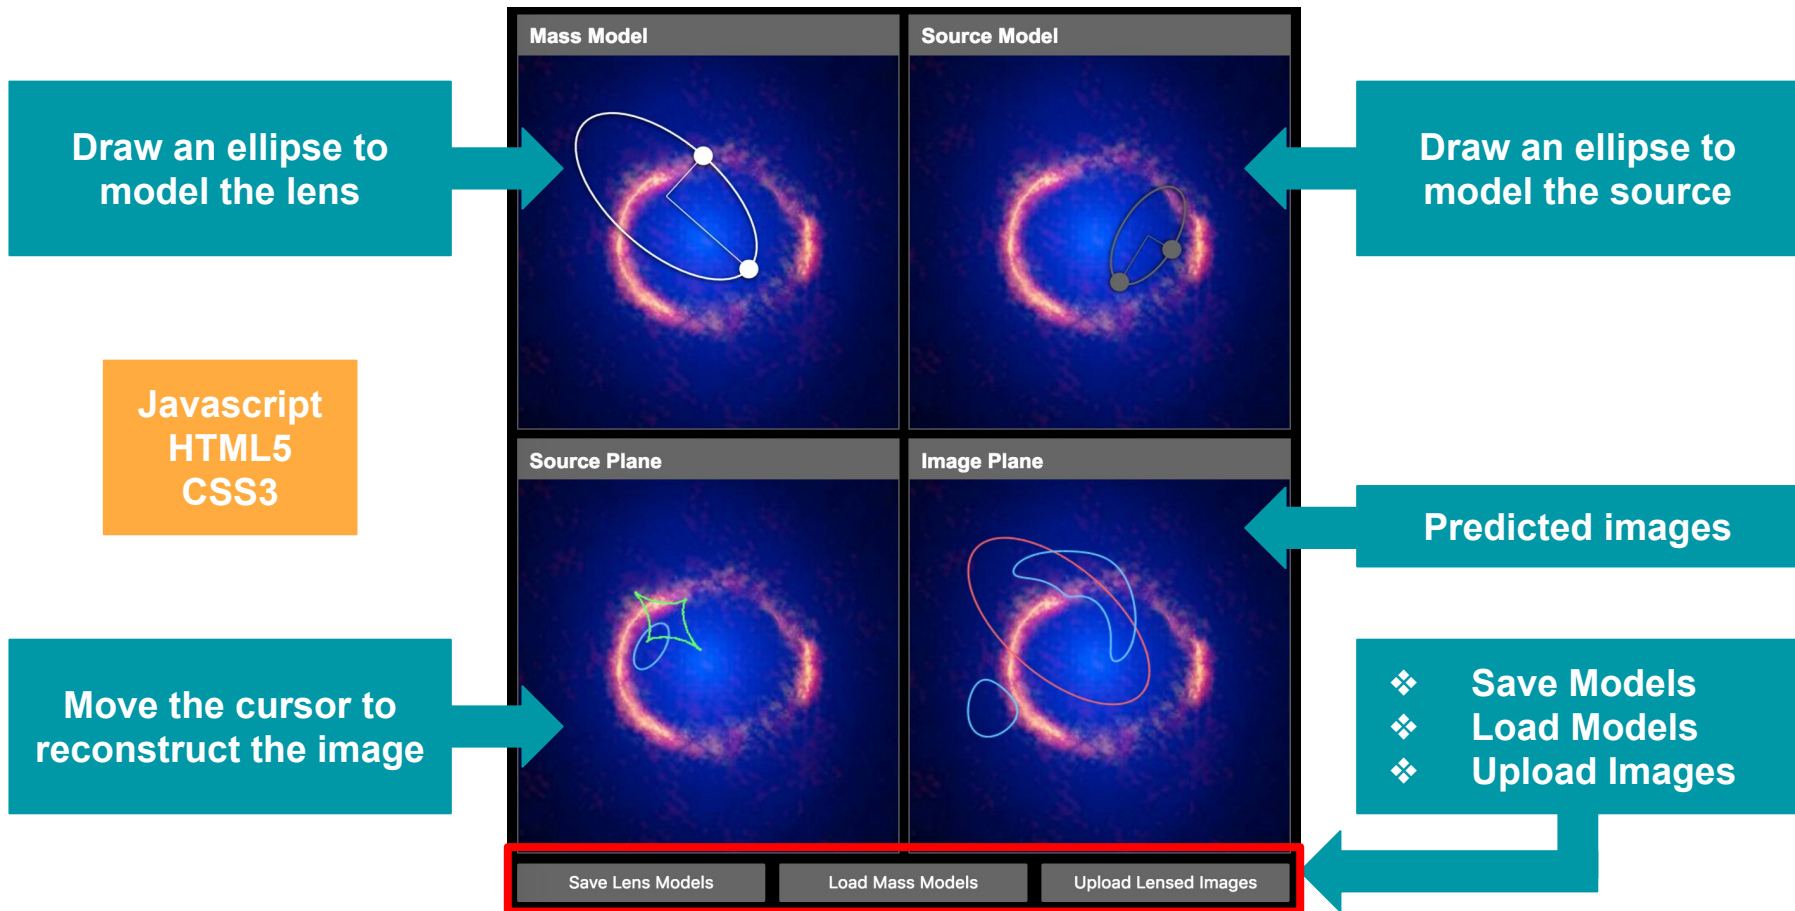 Mass Model
Source Model
Draw an ellipse to
model the lens
Draw an ellipse to
model the source
Javascript
HTML5
CSS3
Source Plane
Image Plane
Predicted images
Move the cursor to
reconstruct the image
❖ Save Models
❖ Load Models
❖ Upload Images
Save Lens Models
Load Mass Models
Upload Lensed Images